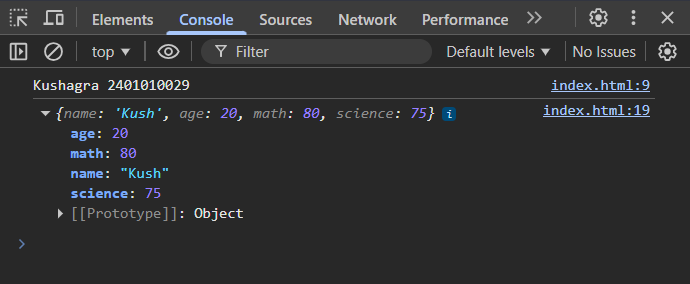 Elements Console Sources Network Performance
top Filter Default levels No Issues
Kushagra 2401010029 index.html:9
{name: 'Kush', age: 20, math: 80, science: 75} i index.html:19
age: 20
math: 80
name: "Kush"
science: 75
[[Prototype]]: Object